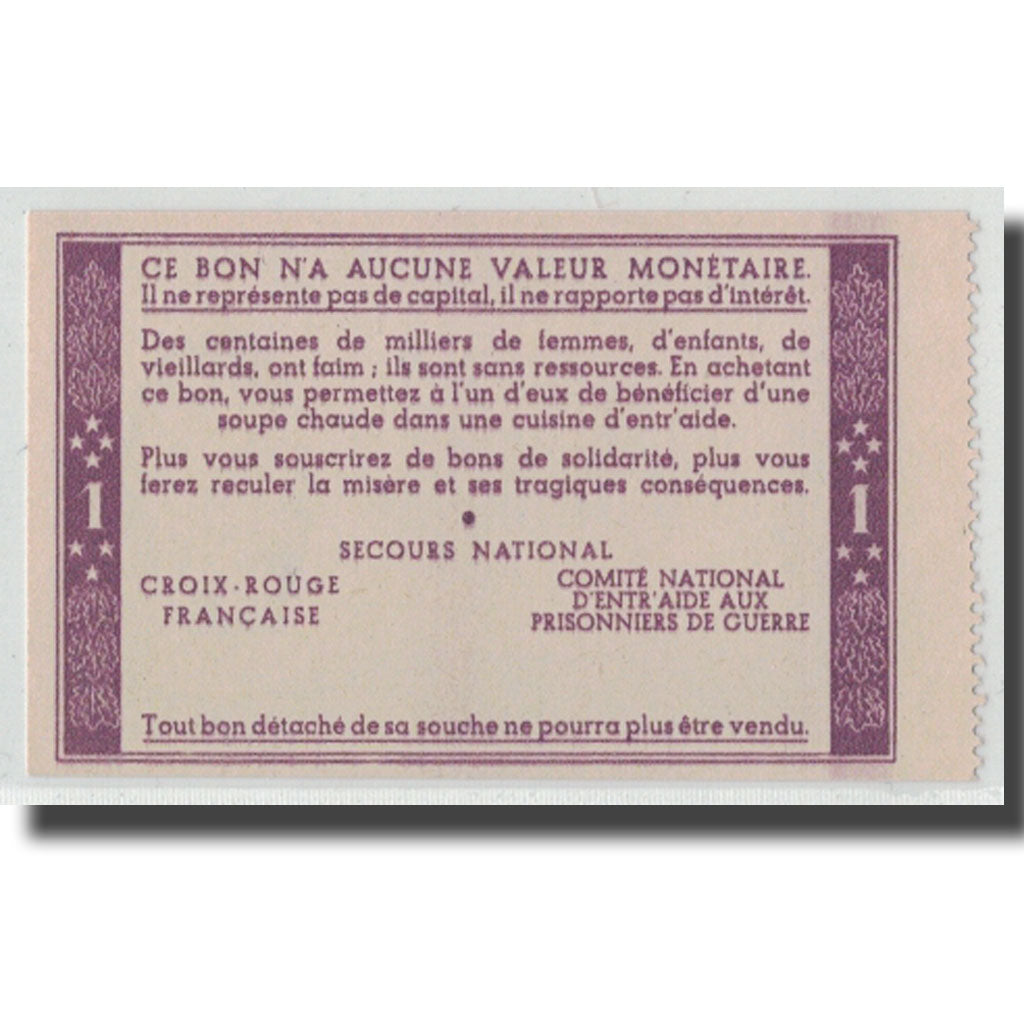 CE BON N'A AUCUNE VALEUR MONÉTAIRE.
Il ne représente pas de capital, il ne rapporte pas d'intérêt.
Des centaines de milliers de femmes, d'enfants, de
vieillards, ont faim ; ils sont sans ressources. En achetant
ce bon, vous permettez à l'un d'eux de bénéficier d'une
soupe chaude dans une cuisine d'entr'aide.
Plus vous souscrirez de bons de solidarité, plus vous
ferez reculer la misère et ses tragiques conséquences.
1
1
SECOURS NATIONAL
CROIX-ROUGE
FRANÇAISE
COMITÉ NATIONAL
D'ENTR'AIDE AUX
PRISONNIERS DE GUERRE
Tout bon détaché de sa souche ne pourra plus être vendu.